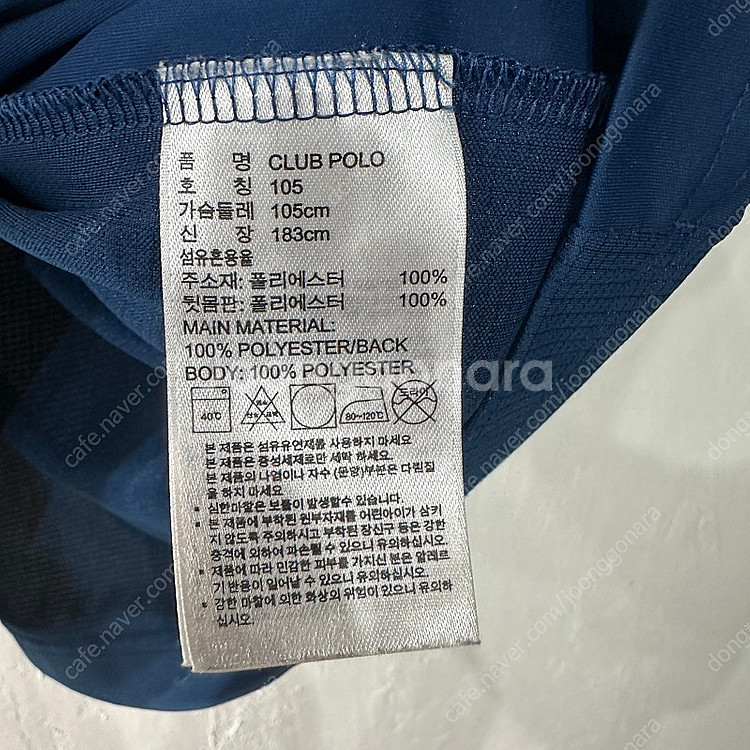 품 명 CLUB POLO
호 칭 105
가슴둘레 105cm
신 장 183cm
섬유혼용율
주소재: 폴리에스터 100%
뒷몸판: 폴리에스터 100%
MAIN MATERIAL:
100% POLYESTER/BACK
BODY: 100% POLYESTER
40℃ 80~120℃ 드라이
본 제품은 섬유유연제를 사용하지 마세요
본 제품은 중성세제로만 세탁 하세요.
본 제품의 나염이나 자수 (문양)부분은 다림질
을 하지 마세요
• 심한마찰은 보풀이 발생할수 있습니다.
• 본 제품에 부착된 원부자재를 어린아이가 삼키
지 않도록 주의하시고 부착된 장신구 등은 강한
충격에 의하여 파손될 수 있으니 유의하십시오.
• 제품에 따라 민감한 피부를 가지신 분은 알레르
기 반응이 일어날 수 있으니 유의하십시오.
• 강한 마찰에 의한 화상의 위험이 있으니 유의하
십시오.
cafe.naver.com/joonggonara